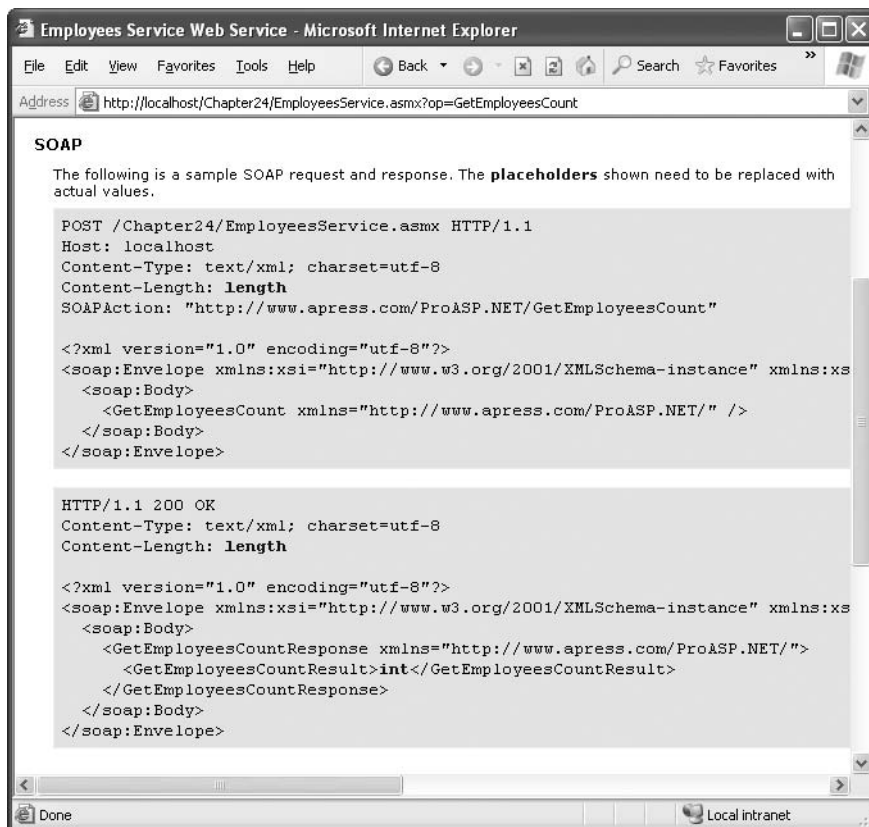 Employees Service Web Service - Microsoft Internet Explorer
File Edit View Favorites Tools Help Back Search Favorites »
Address http://localhost/Chapter24/EmployeesService.asmx?op=GetEmployeesCount
SOAP
The following is a sample SOAP request and response. The placeholders shown need to be replaced with
actual values.
POST /Chapter24/EmployeesService.asmx HTTP/1.1
Host: localhost
Content-Type: text/xml; charset=utf-8
Content-Length: length
SOAPAction: "http://www.apress.com/ProASP.NET/GetEmployeesCount"
<?xml version="1.0" encoding="utf-8"?>
<soap:Envelope xmlns:xsi="http://www.w3.org/2001/XMLSchema-instance" xmlns:xs
<soap:Body>
<GetEmployeesCount xmlns="http://www.apress.com/ProASP.NET/" />
</soap:Body>
</soap:Envelope>
HTTP/1.1 200 OK
Content-Type: text/xml; charset=utf-8
Content-Length: length
<?xml version="1.0" encoding="utf-8"?>
<soap:Envelope xmlns:xsi="http://www.w3.org/2001/XMLSchema-instance" xmlns:xs
<soap:Body>
<GetEmployeesCountResponse xmlns="http://www.apress.com/ProASP.NET/">
<GetEmployeesCountResult>int</GetEmployeesCountResult>
</GetEmployeesCountResponse>
</soap:Body>
</soap:Envelope>
Done Local intranet